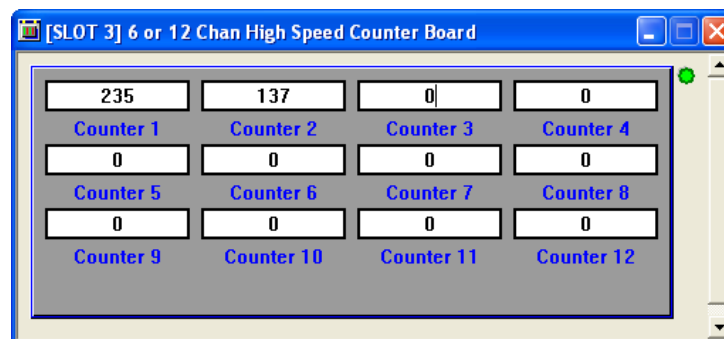 [SLOT 3] 6 or 12 Chan High Speed Counter Board
235 137 0 0
Counter 1 Counter 2 Counter 3 Counter 4
0 0 0 0
Counter 5 Counter 6 Counter 7 Counter 8
0 0 0 0
Counter 9 Counter 10 Counter 11 Counter 12